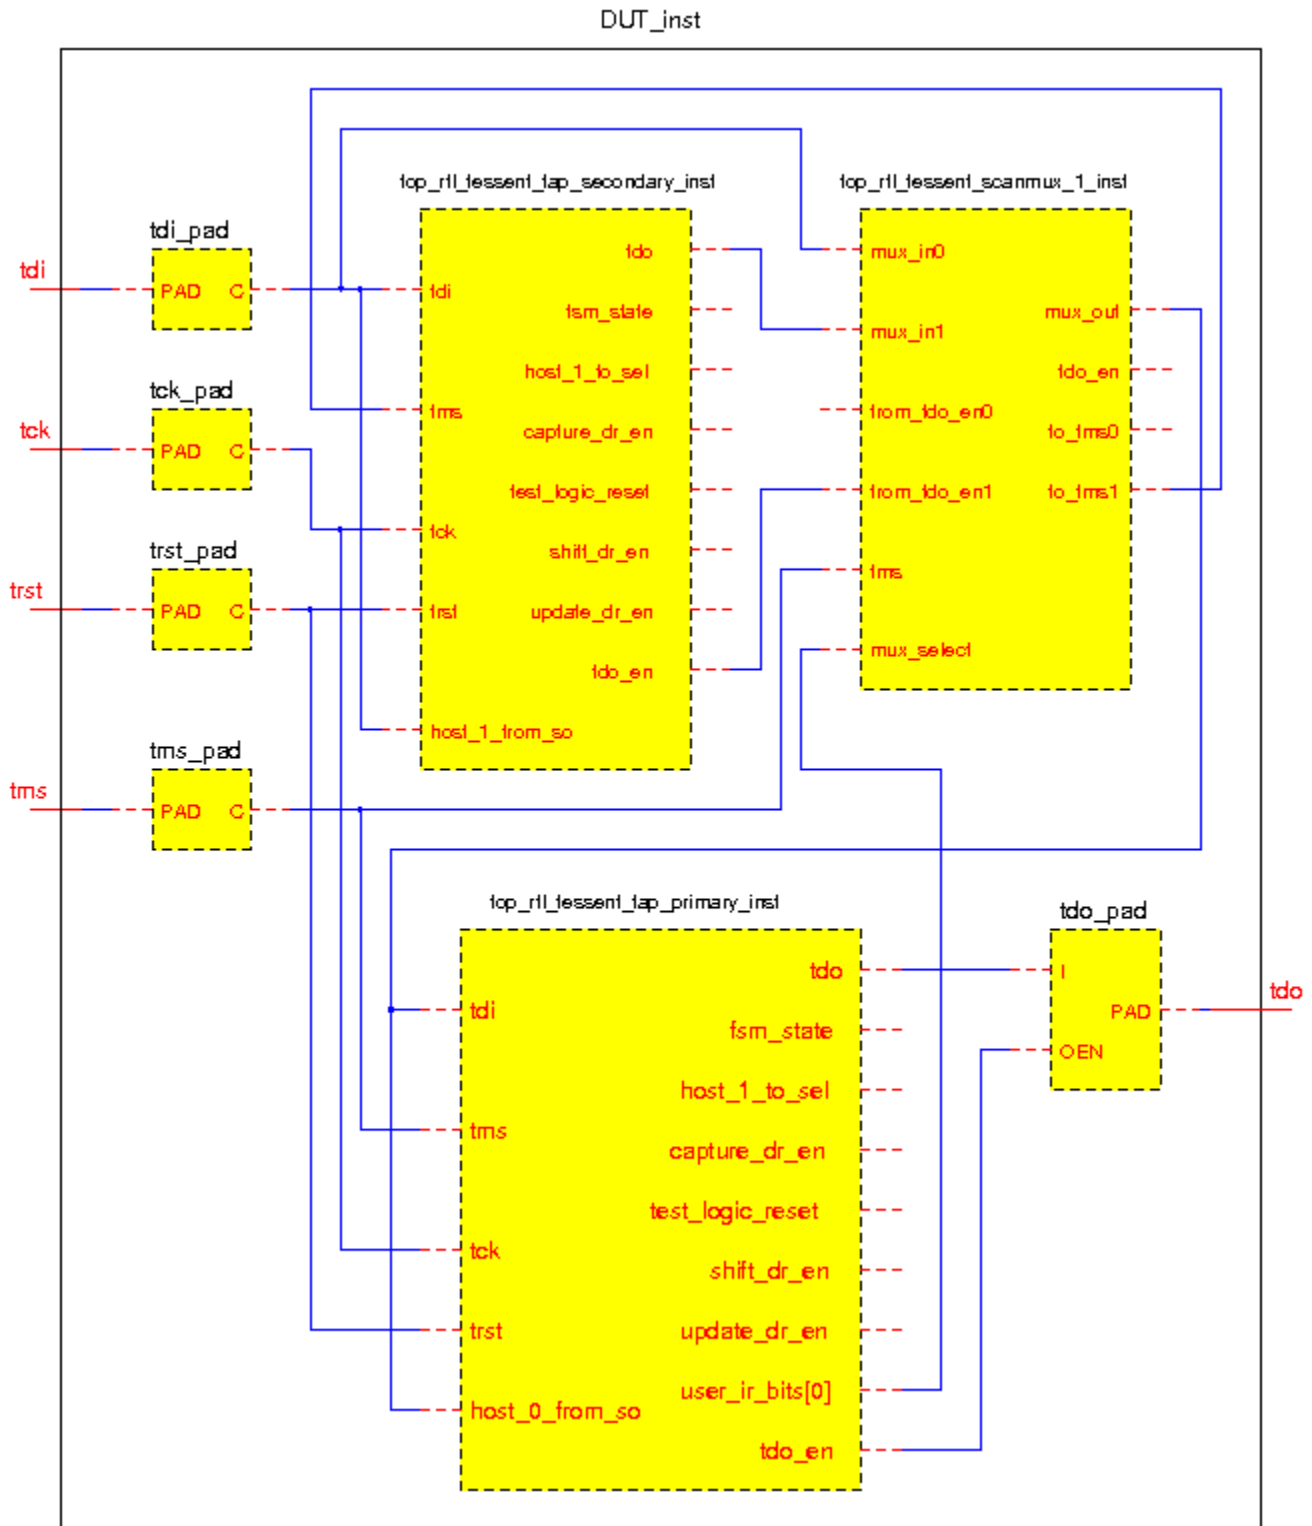 DUT_inst
top_rtl_tessent_tap_secondary_inst
top_rtl_tessent_scanmux_1_inst
tdi_pad
tdi
PAD C
tck_pad
tck
PAD C
trst_pad
trst
PAD C
tms_pad
tms
PAD C
tdo
tdi
fsm_state
host_1_to_sel
tms
capture_dr_en
test_logic_reset
tck
shift_dr_en
trst
update_dr_en
tdo_en
host_1_from_so
mux_in0
mux_out
mux_in1
tdo_en
from_tdo_en0
to_tms0
from_tdo_en1
to_tms1
tms
mux_select
top_rtl_tessent_tap_primary_inst
tdo
tdi
fsm_state
host_1_to_sel
tms
capture_dr_en
test_logic_reset
tck
shift_dr_en
trst
update_dr_en
user_ir_bits[0]
host_0_from_so
tdo_en
tdo_pad
I
PAD
OEN
tdo